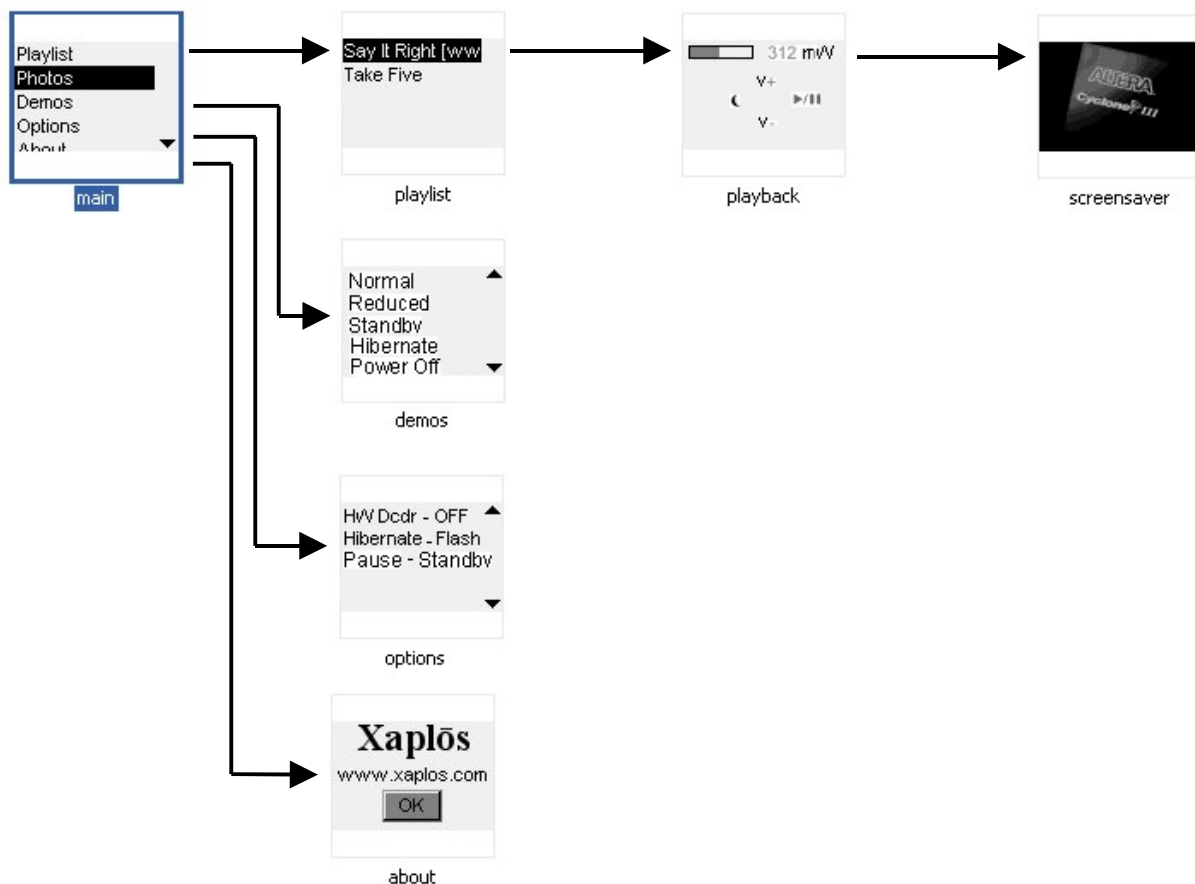 Playlist
Photos
Demos
Options
About
main
Say It Right [ww
Take Five
playlist
312 mW
V+
V-
playback
ALTERA
Cyclone III
screensaver
Normal
Reduced
Standby
Hibernate
Power Off
demos
H/W Dcdr - OFF
Hibernate - Flash
Pause - Standby
options
Xaplōs
www.xaplos.com
OK
about